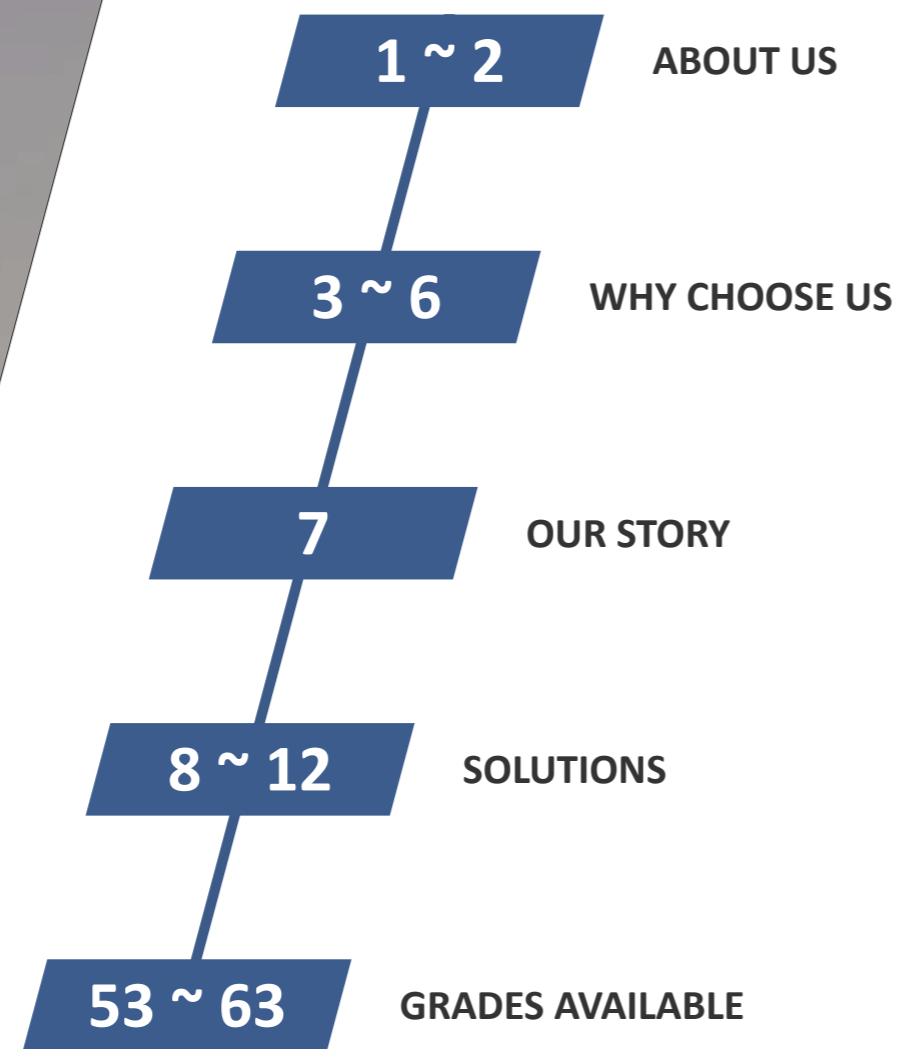 1 ~ 2 ABOUT US
3 ~ 6 WHY CHOOSE US
7 OUR STORY
8 ~ 12 SOLUTIONS
53 ~ 63 GRADES AVAILABLE